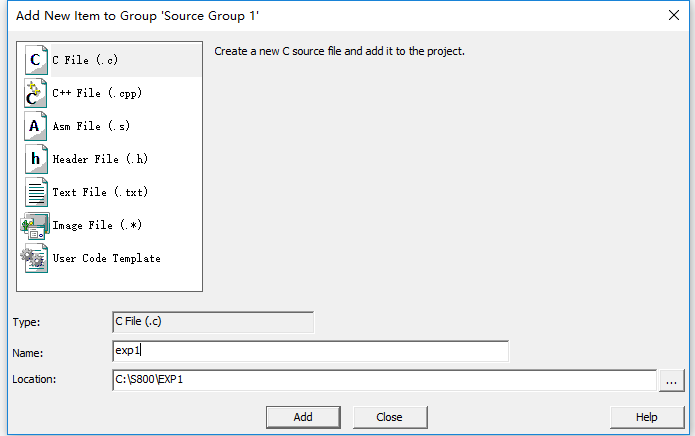 Add New Item to Group 'Source Group 1'
C File (.c)
Create a new C source file and add it to the project.
C++ File (.cpp)
Asm File (.s)
Header File (.h)
Text File (.txt)
Image File (.*)
User Code Template
Type:
C File (.c)
Name:
exp1
Location:
C:\S800\EXP1
...
Add
Close
Help